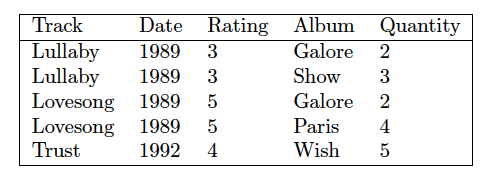 Track Date Rating Album Quantity
Lullaby 1989 3 Galore 2
Lullaby 1989 3 Show 3
Lovesong 1989 5 Galore 2
Lovesong 1989 5 Paris 4
Trust 1992 4 Wish 5